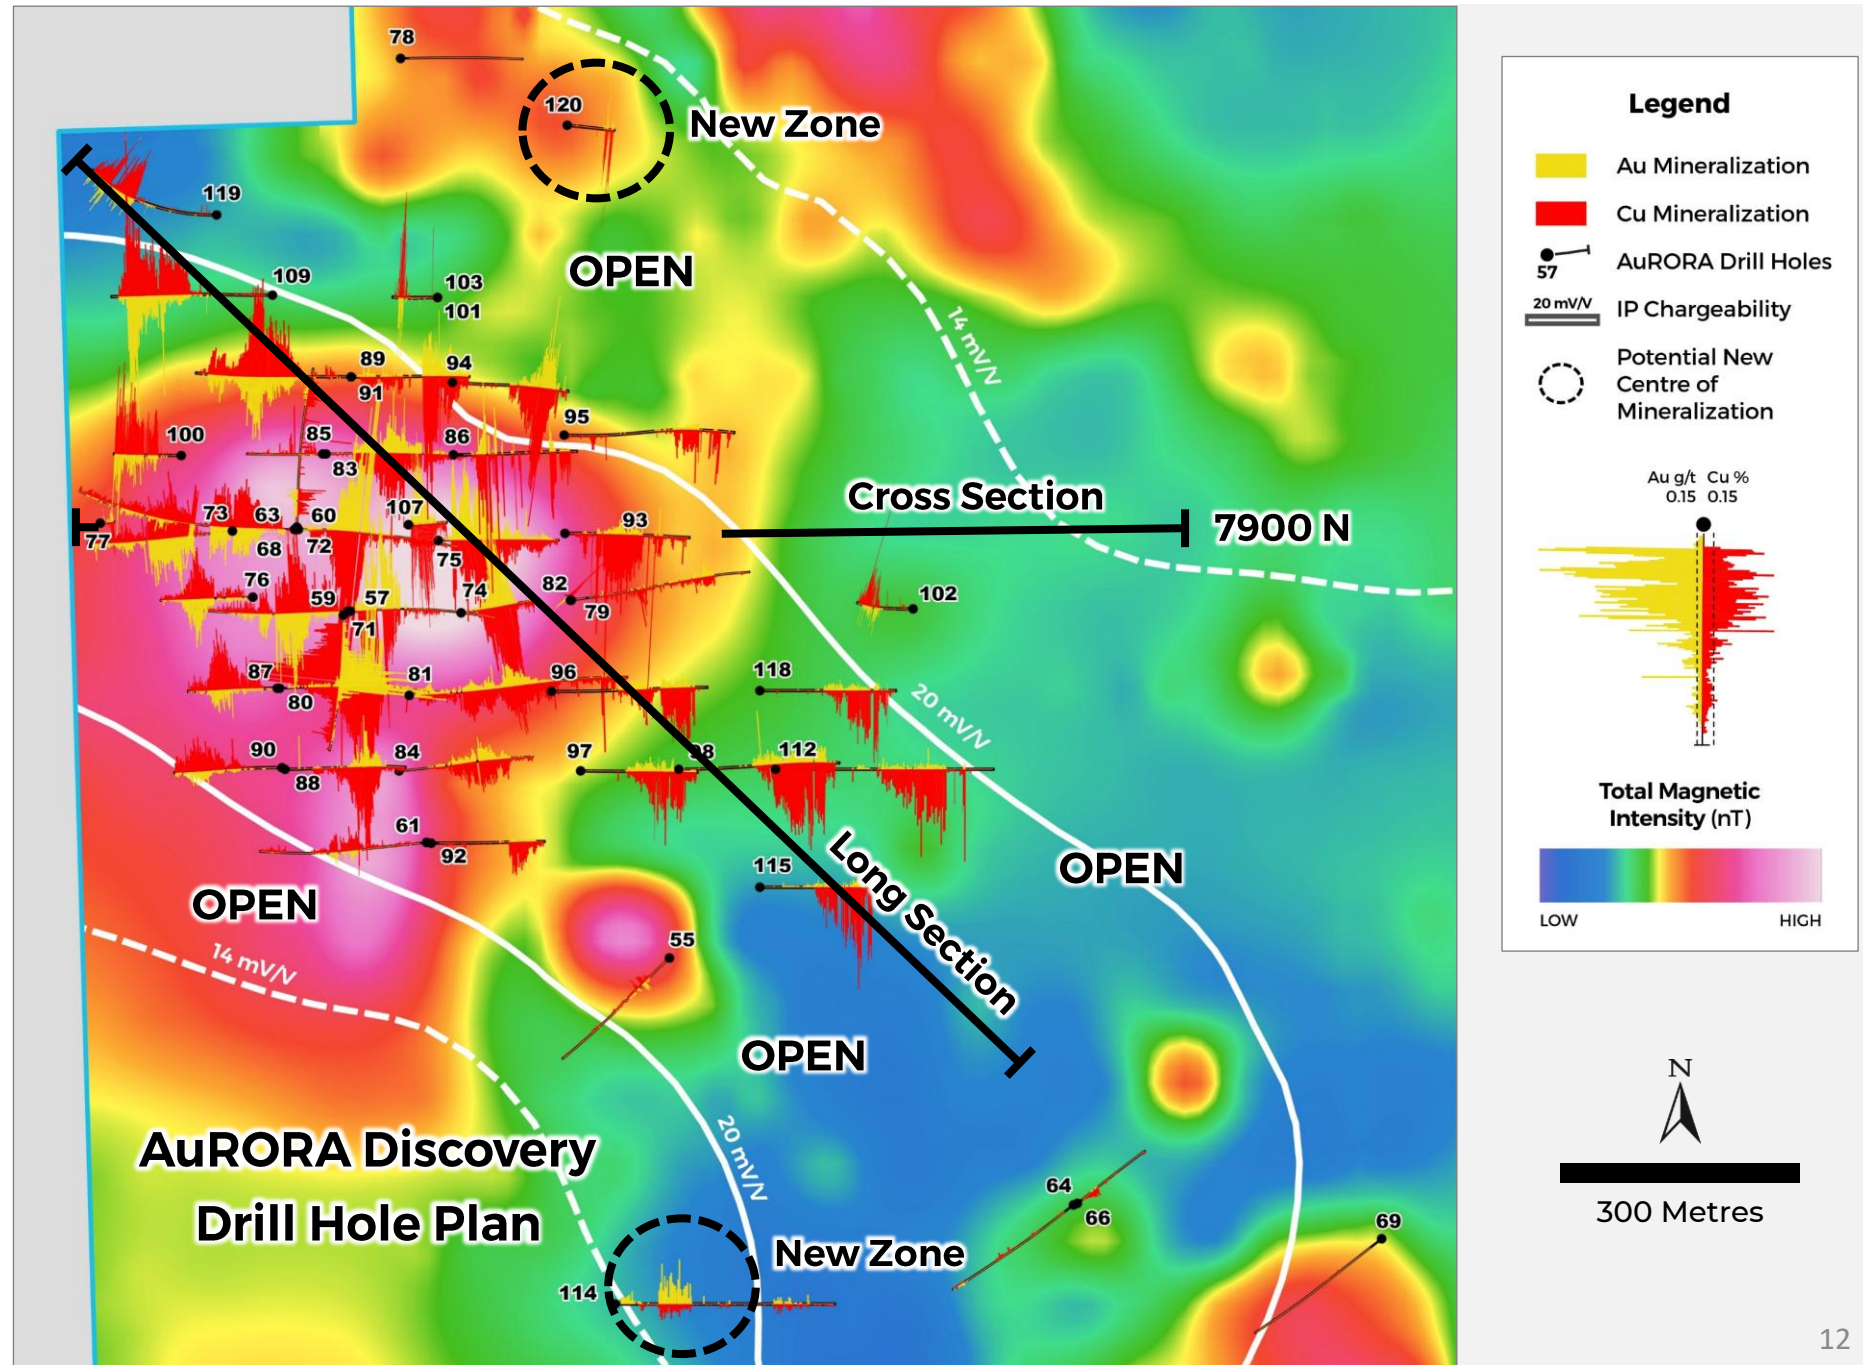 78
120
New Zone
119
OPEN
109
103
101
14 mV/V
89
91
94
95
100
85
83
86
Cross Section
7900 N
107
73
63
60
68
72
93
77
75
76
59
57
71
74
82
79
102
87
80
81
96
118
20 mV/V
90
88
84
97
98
112
61
92
115
Long Section
OPEN
OPEN
14 mV/V
55
OPEN
AuRORA Discovery
Drill Hole Plan
20 mV/V
64
66
69
New Zone
114
Legend
Au Mineralization
Cu Mineralization
57
AuRORA Drill Holes
20 mV/V
IP Chargeability
Potential New
Centre of
Mineralization
Au g/t Cu %
0.15 0.15
Total Magnetic
Intensity (nT)
LOW HIGH
N
300 Metres
12